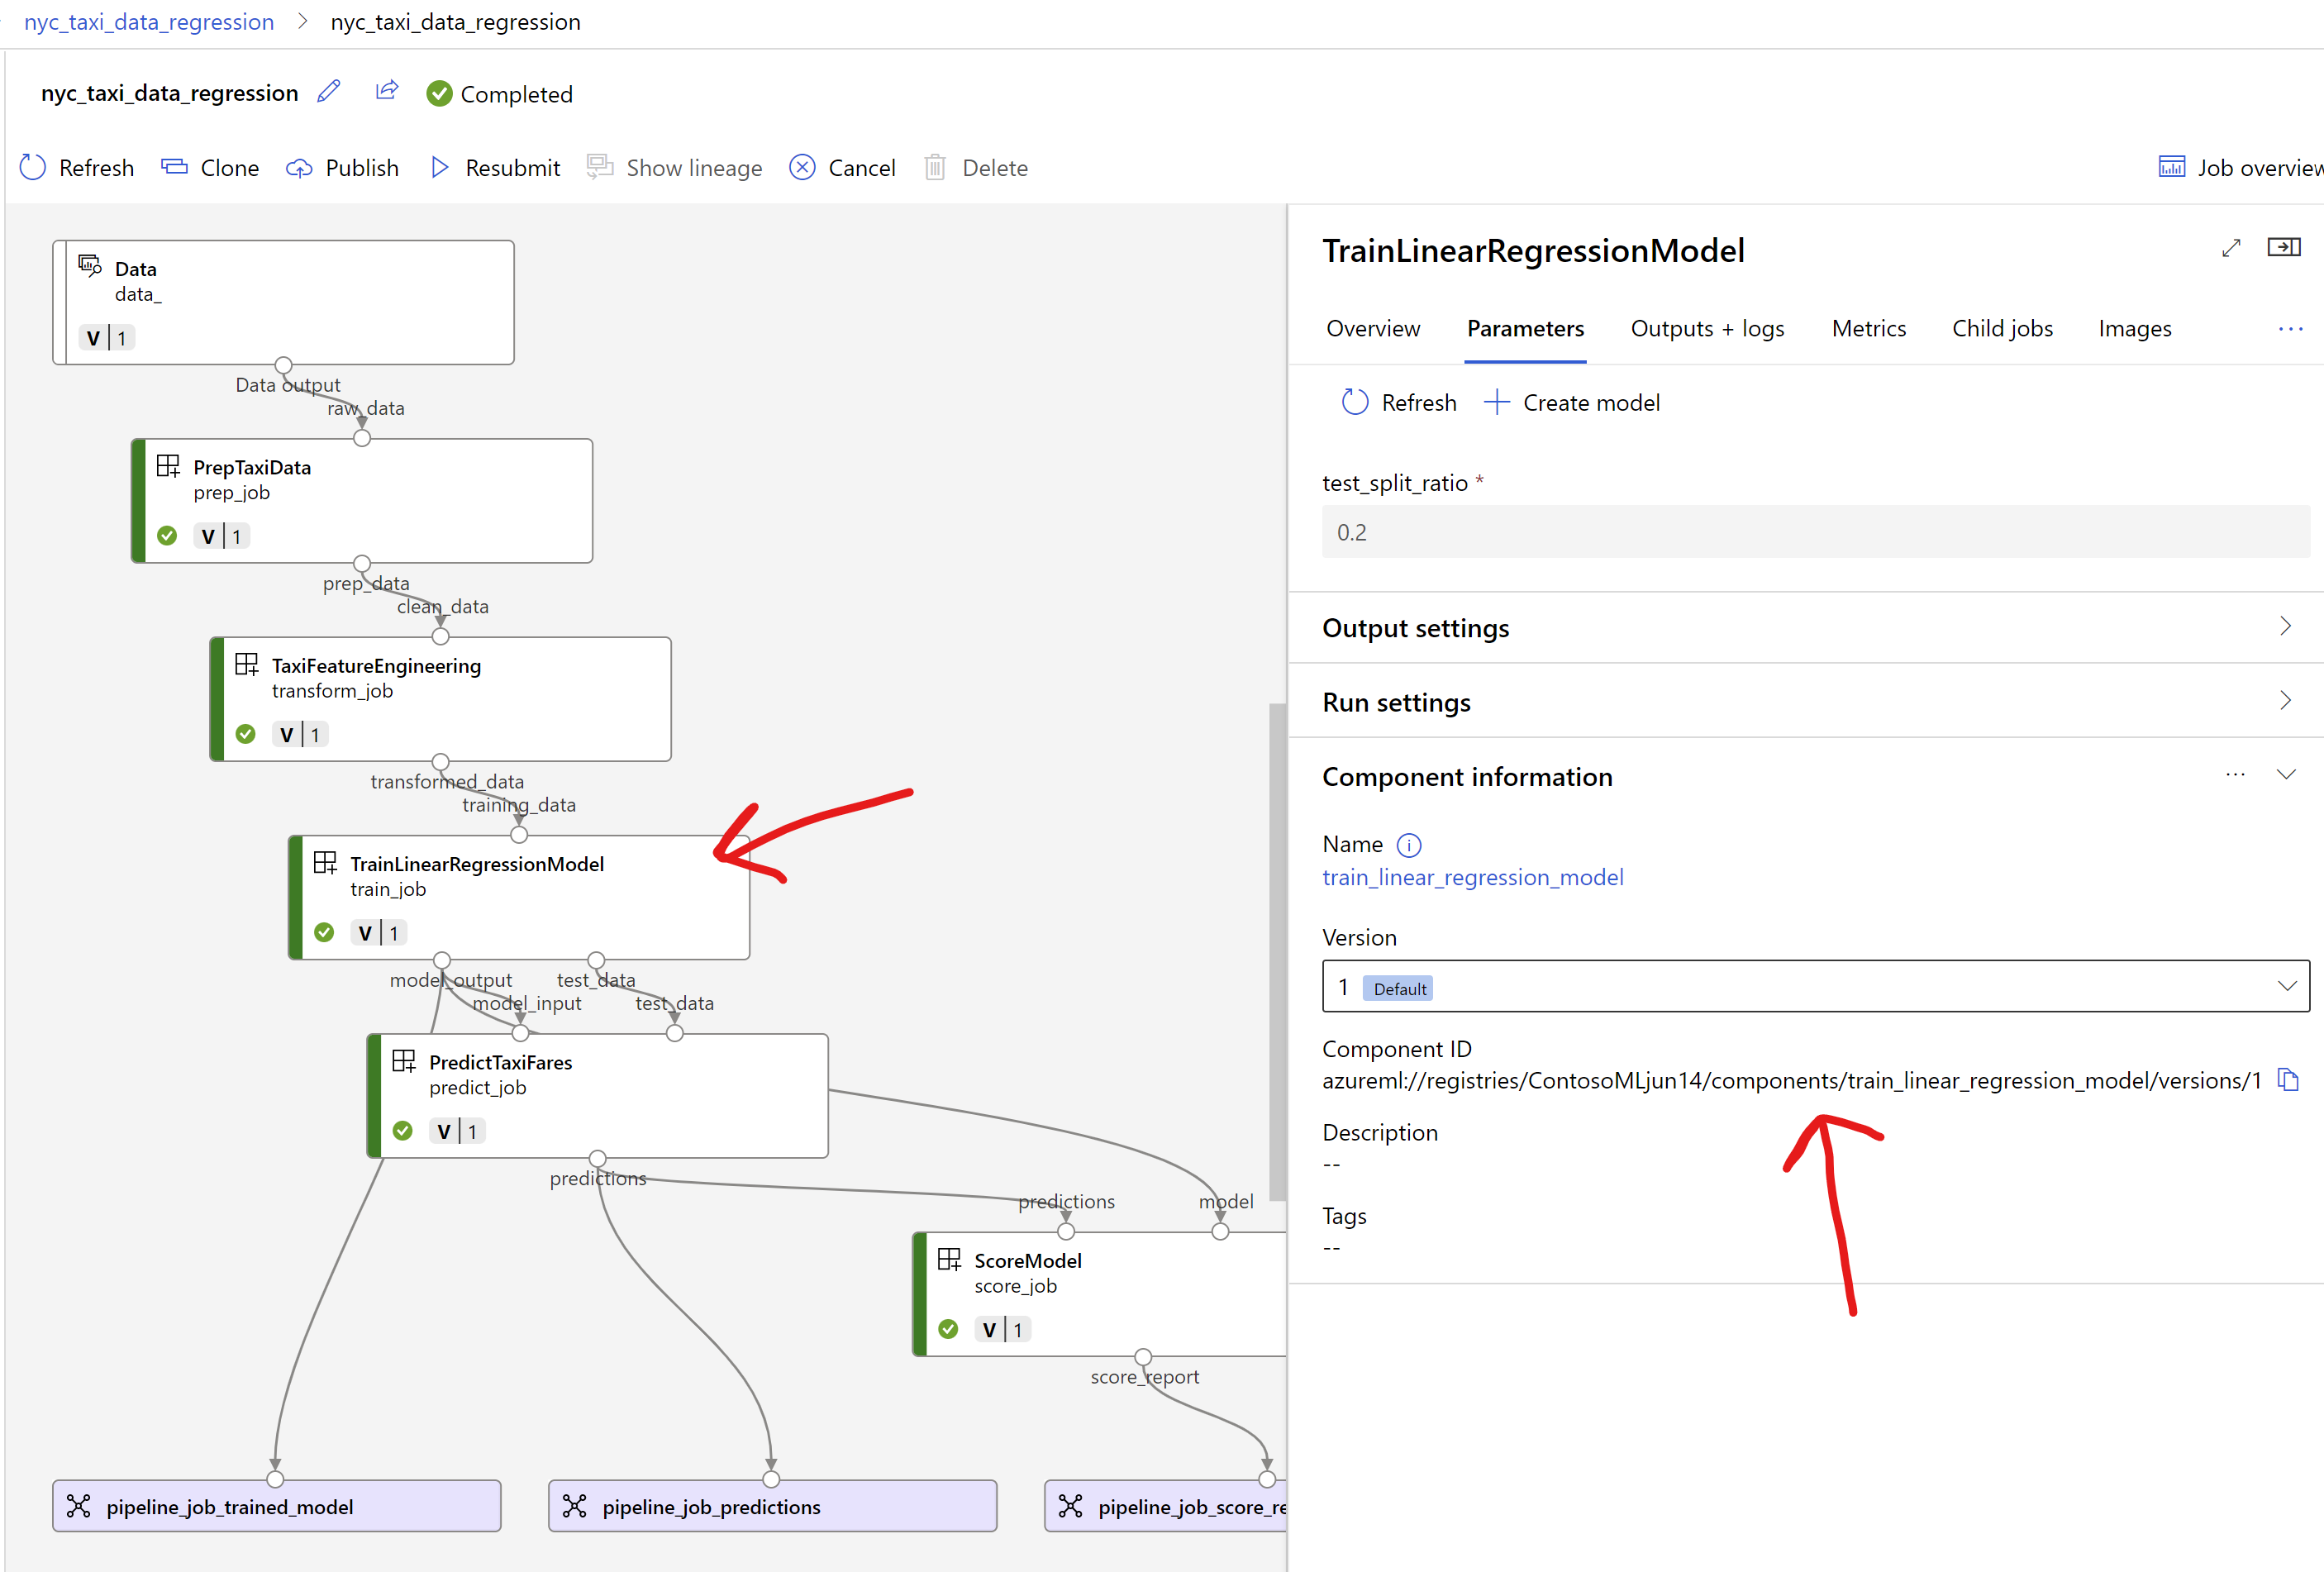 nyc_taxi_data_regression > nyc_taxi_data_regression
nyc_taxi_data_regression Completed
Refresh Clone Publish Resubmit Show lineage Cancel Delete Job overview
Data
data_
V 1
Data output
raw_data
PrepTaxiData
prep_job
V 1
prep_data
clean_data
TaxiFeatureEngineering
transform_job
V 1
transformed_data
training_data
TrainLinearRegressionModel
train_job
V 1
model_output test_data
model_input test_data
PredictTaxiFares
predict_job
V 1
predictions
predictions model
ScoreModel
score_job
V 1
score_report
pipeline_job_trained_model
pipeline_job_predictions
pipeline_job_score_re
TrainLinearRegressionModel
Overview Parameters Outputs + logs Metrics Child jobs Images ...
Refresh Create model
test_split_ratio *
0.2
Output settings
Run settings
Component information ...
Name
train_linear_regression_model
Version
1 Default
Component ID
azureml://registries/ContosoMLjun14/components/train_linear_regression_model/versions/1
Description
--
Tags
--